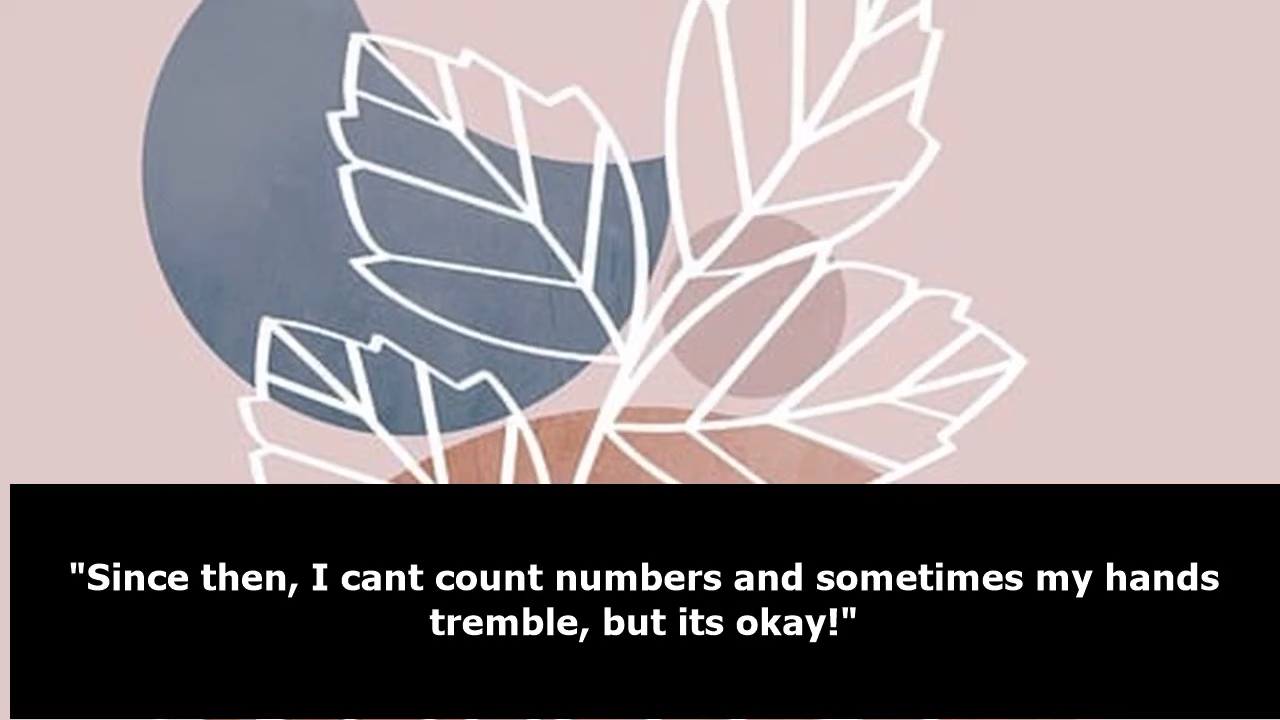 "Since then, I cant count numbers and sometimes my hands
tremble, but its okay!"